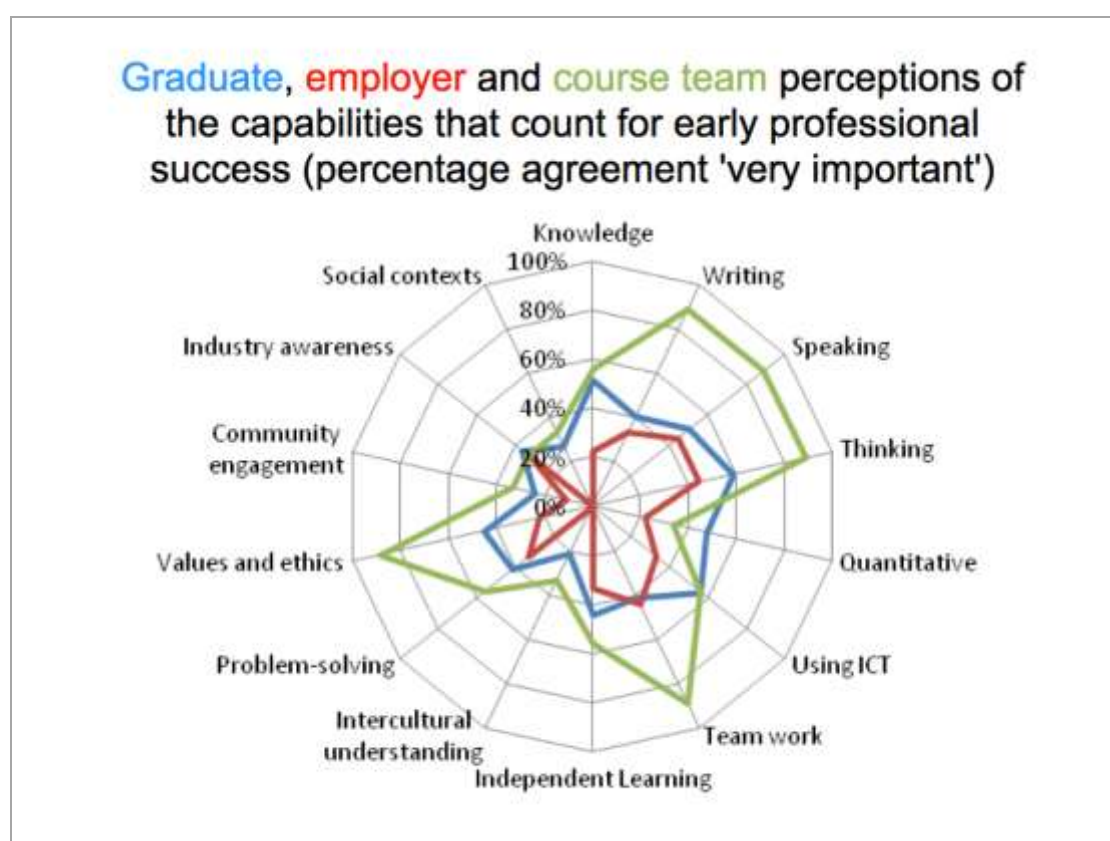 Graduate, employer and course team perceptions of
the capabilities that count for early professional
success (percentage agreement 'very important')
Knowledge
100%
Social contexts
Writing
80%
Industry awareness
Speaking
60%
40%
Community
engagement
Thinking
20%
0%
Values and ethics
Quantitative
Problem-solving
Using ICT
Intercultural
understanding
Team work
Independent Learning